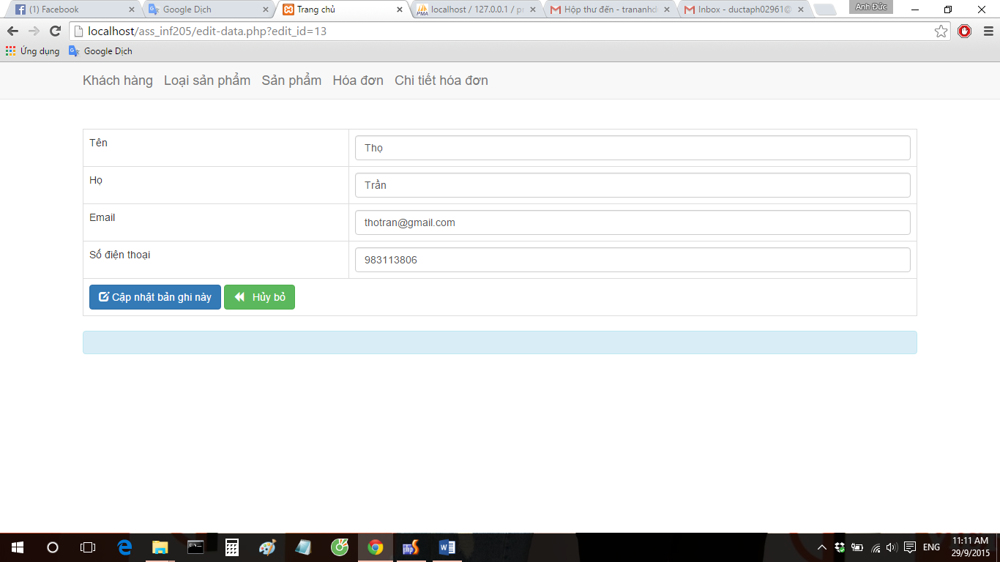 (1) Facebook
Google Dịch
Trang chủ
localhost / 127.0.0.1 / p
Hộp thư đến - trananhd
Inbox - ductaph02961@
Anh Đức
localhost/ass_inf205/edit-data.php?edit_id=13
Ứng dụng Google Dịch
Khách hàng Loại sản phẩm Sản phẩm Hóa đơn Chi tiết hóa đơn
Tên Thọ
Họ Trần
Email thotran@gmail.com
Số điện thoại 983113806
Cập nhật bản ghi này Hủy bỏ
ENG
11:11 AM
29/9/2015